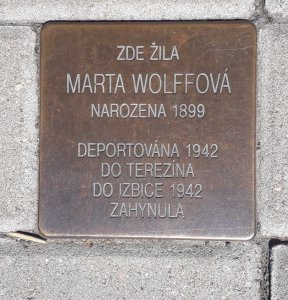 ZDE ŽILA
MARTA WOLFFOVÁ
NAROZENA 1899
DEPORTOVÁNA 1942
DO TEREZÍNA
DO IZBICE 1942
ZAHYNULA